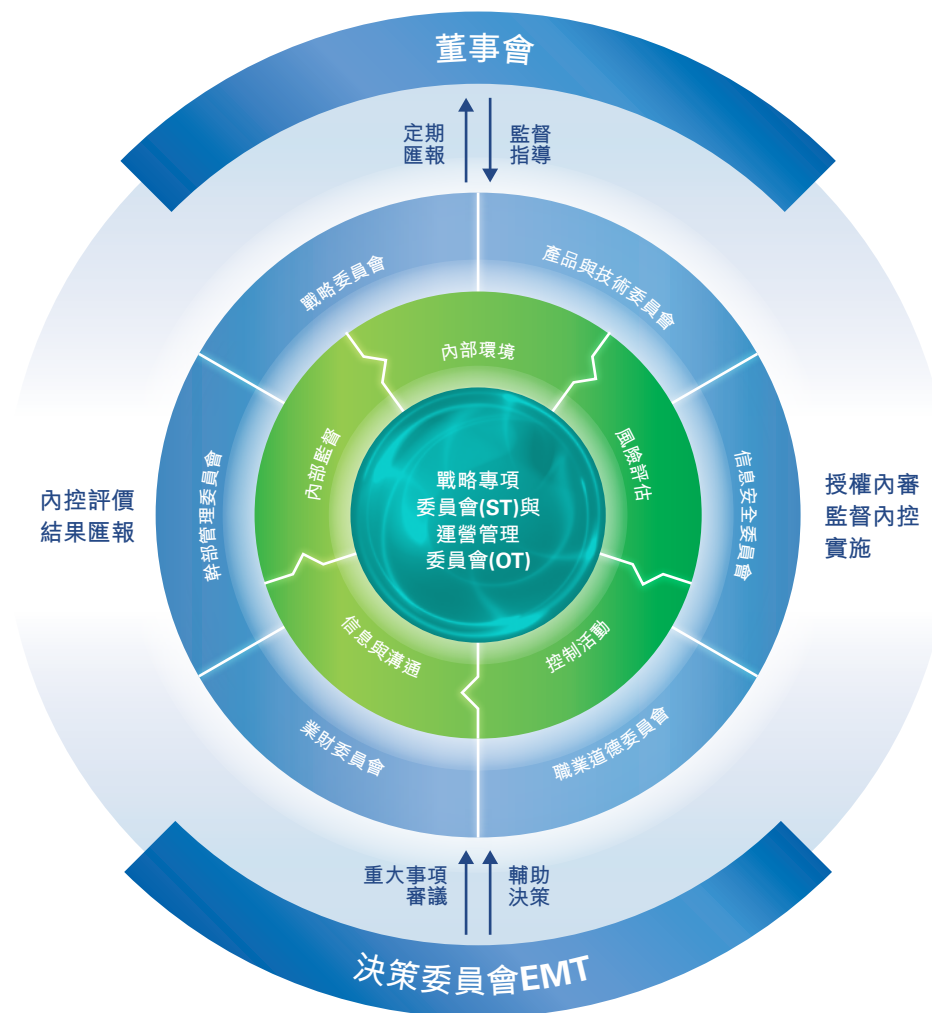 董事會
定期
匯報
監督
指導
戰略委員會
產品與技術委員會
內部環境
內部監督
風險評估
幹部管理委員會
信息安全委員會
戰略專項
委員會(ST)與
運營管理
委員會(OT)
內控評價
結果匯報
授權內審
監督內控
實施
信息與溝通
控制活動
業財委員會
職業道德委員會
重大事項
審議
輔助
決策
決策委員會EMT